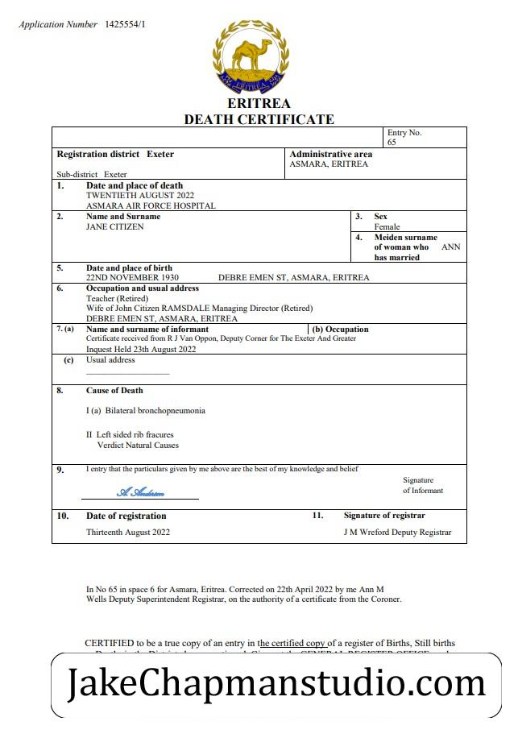 Application Number 1425554/1
ERITREA
DEATH CERTIFICATE
Entry No.
65
Registration district Exeter
Administrative area
ASMARA, ERITREA
Sub-district Exeter
1. Date and place of death
TWENTIETH AUGUST 2022
ASMARA AIR FORCE HOSPITAL
2. Name and Surname
JANE CITIZEN
3. Sex
Female
4. Meiden surname
of woman who ANN
has married
5. Date and place of birth
22ND NOVEMBER 1930 DEBRE EMEN ST, ASMARA, ERITREA
6. Occupation and usual address
Teacher (Retired)
Wife of John Citizen RAMSDALE Managing Director (Retired)
DEBRE EMEN ST, ASMARA, ERITREA
7. (a) Name and surname of informant (b) Occupation
Certificate received from R J Van Oppon, Deputy Corner for The Exeter And Greater
Inquest Held 23th August 2022
(c) Usual address
8. Cause of Death
I (a) Bilateral bronchopneumonia
II Left sided rib fracures
Verdict Natural Causes
9. I entry that the particulars given by me above are the best of my knowledge and belief
Signature
of Informant
10. Date of registration
11. Signature of registrar
Thirteenth August 2022
J M Wreford Deputy Registrar
In No 65 in space 6 for Asmara, Eritrea. Corrected on 22th April 2022 by me Ann M
Wells Deputy Superintendent Registrar, on the authority of a certificate from the Coroner.
CERTIFIED to be a true copy of an entry in the certified copy of a register of Births, Still births
JakeChapmanstudio.com